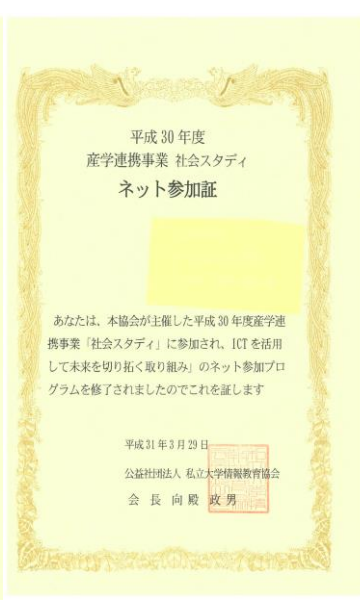 平成30年度
産学連携事業 社会スタディ
ネット参加証
あなたは、本協会が主催した平成30年度産学連
携事業「社会スタディ」に参加され、ICTを活用
して未来を切り拓く取り組み」のネット参加プロ
グラムを修了されましたのでこれを証します
平成31年3月29日
公益社団法人 私立大学情報教育協会
会 長 向 殿 政 男